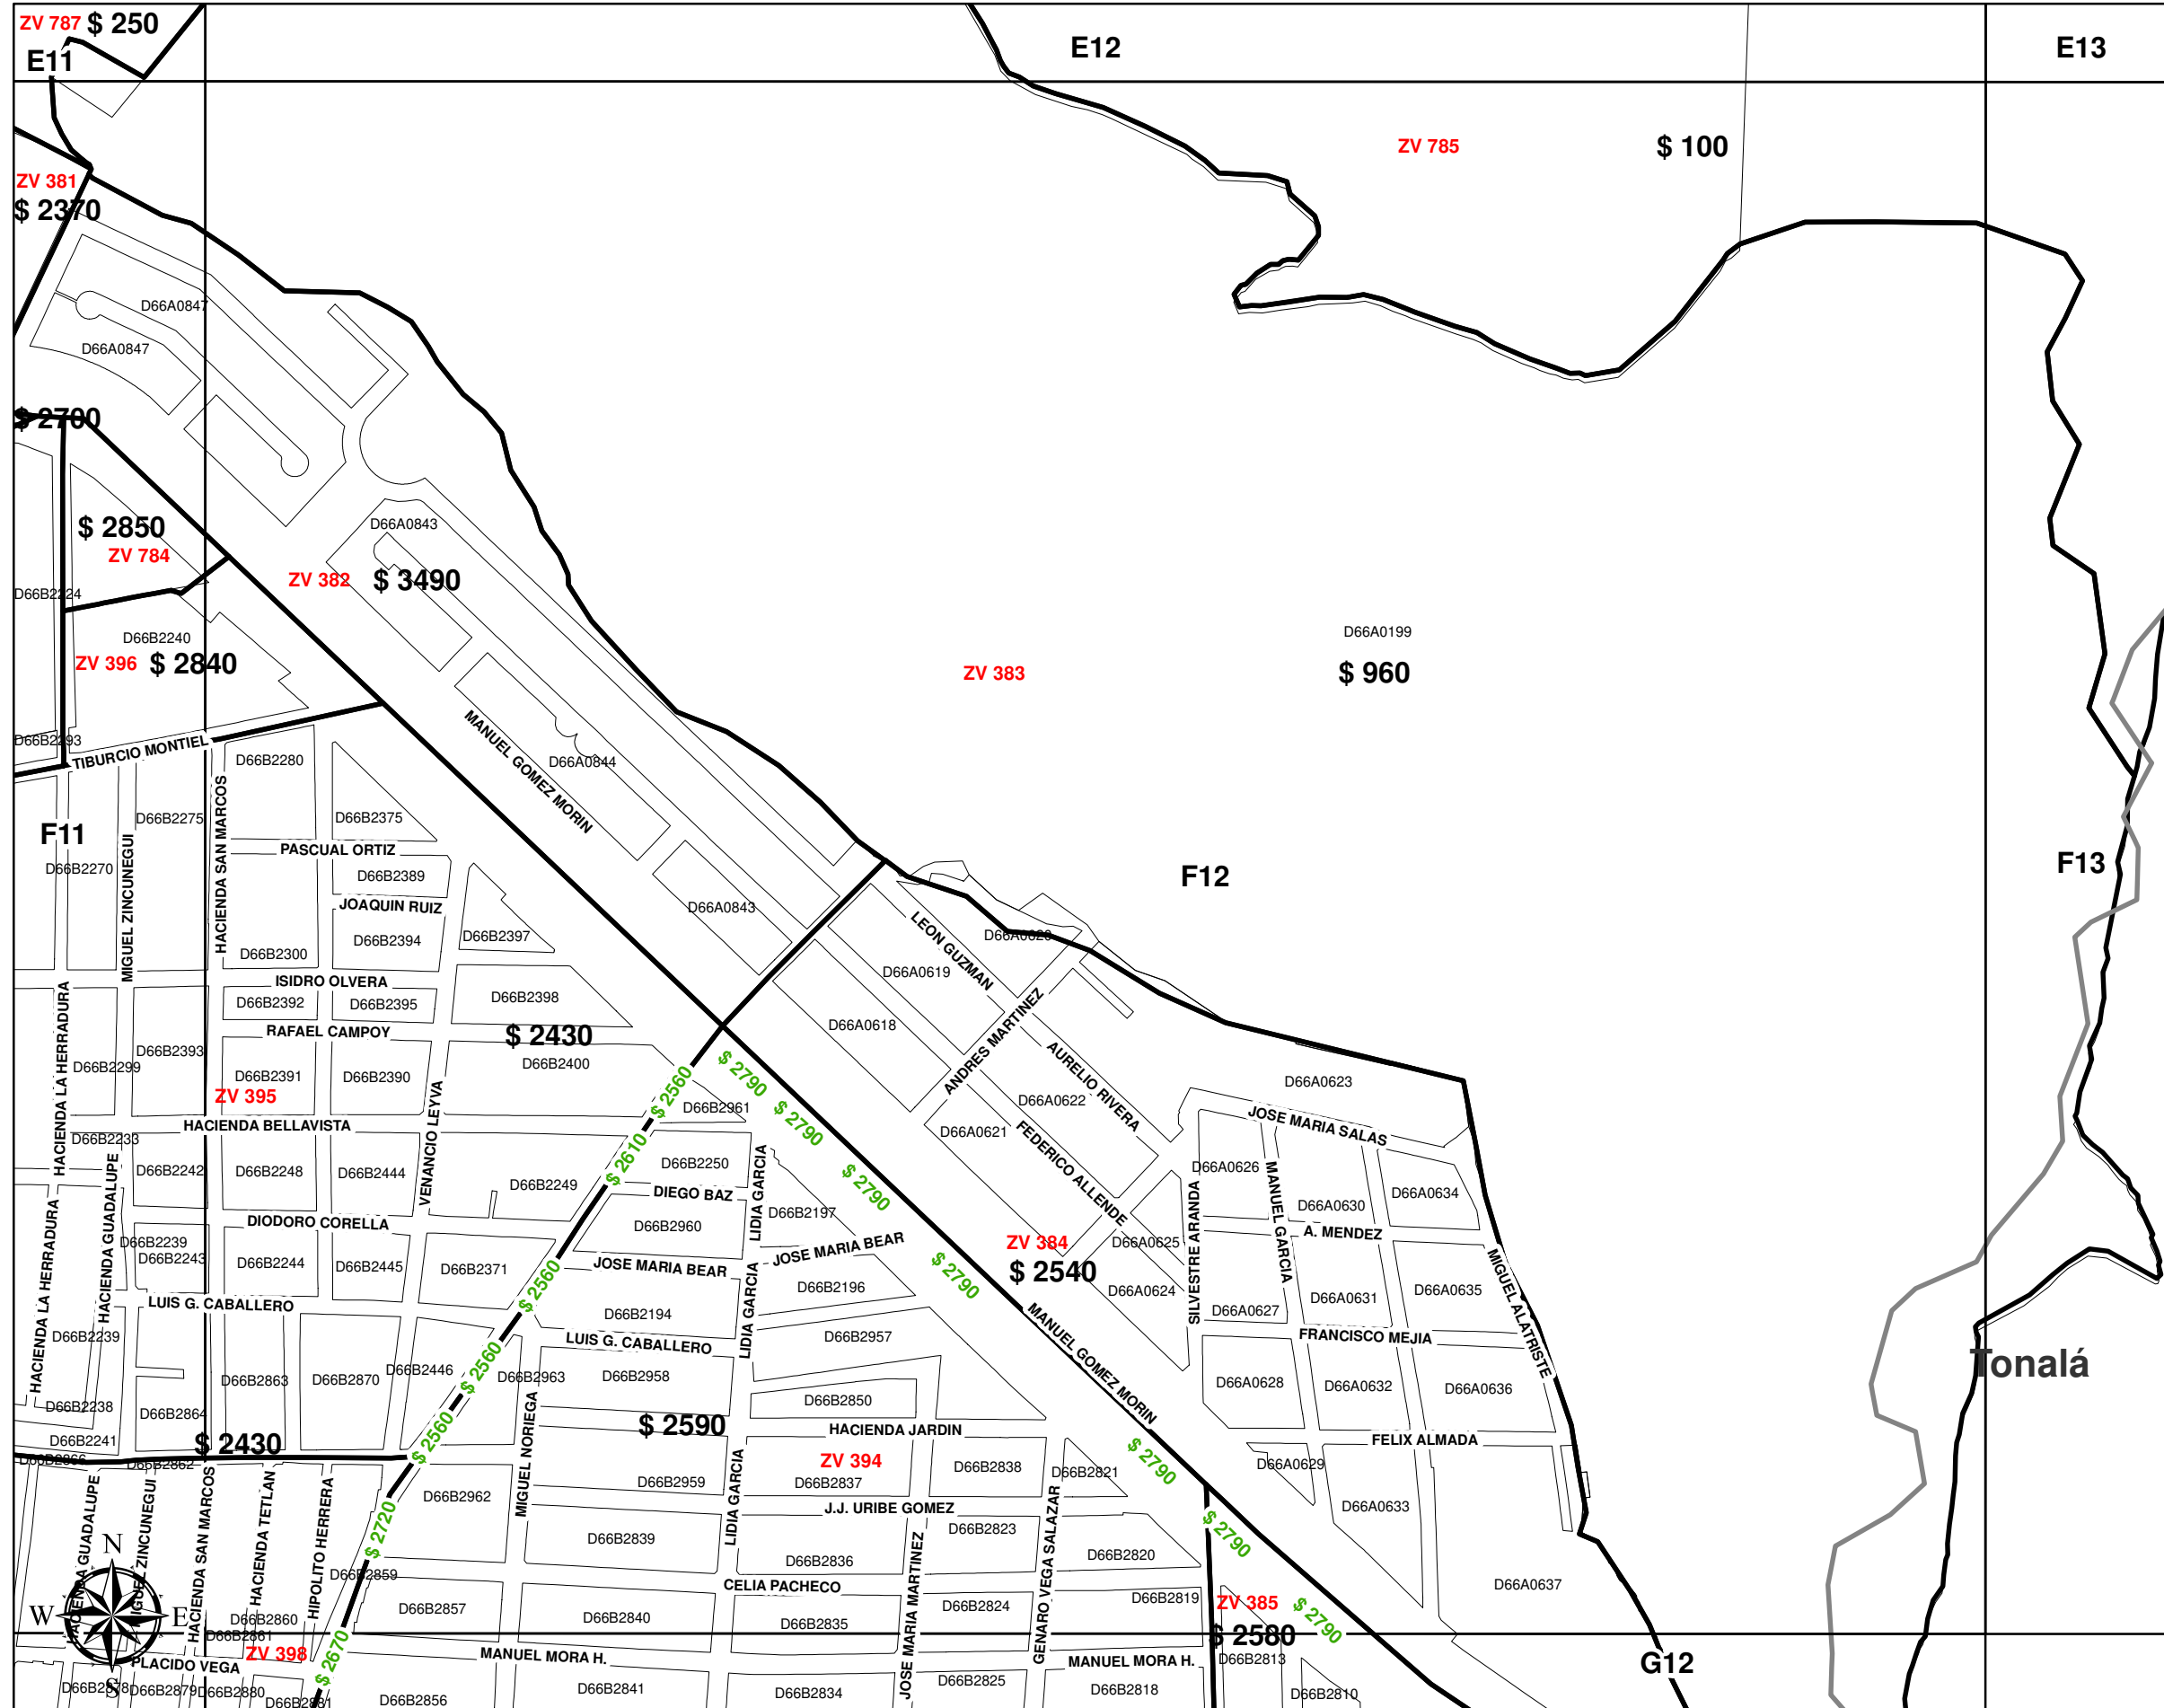 ZV 787 $ 250
E11
E12
E13
ZV 785
$ 100
ZV 381
$ 2370
D66A0847
D66A0847
$ 2700
$ 2850
ZV 784
D66A0843
ZV 382
$ 3490
D66B2224
D66B2240
ZV 396
$ 2840
D66A0199
ZV 383
$ 960
D66B2293
TIBURCIO MONTIEL
D66B2280
MANUEL GOMEZ MORIN
D66A0844
D66B2275
HACIENDA SAN MARCOS
D66B2375
F11
MIGUEL ZINCUNEGUI
PASCUAL ORTIZ
D66B2270
D66B2389
F12
F13
JOAQUIN RUIZ
D66A0843
D66B2394
D66B2397
D66B2300
LEON GUZMAN
D66A0620
D66A0619
ISIDRO OLVERA
D66B2392
D66B2395
D66B2398
HACIENDA LA HERRADURA
RAFAEL CAMPOY
$ 2430
D66A0618
ANDRES MARTINEZ
D66B2393
D66B2299
D66B2400
D66B2391
D66B2390
ZV 395
$ 2560
$ 2790
AURELIO RIVERA
D66A0623
D66B2961
$ 2790
D66A0622
HACIENDA BELLAVISTA
VENANCIO LEYVA
D66B2233
$ 2610
D66A0621
JOSE MARIA SALAS
FEDERICO ALLENDE
D66B2242
D66B2248
D66B2444
D66B2249
D66B2250
LIDIA GARCIA
$ 2790
D66A0626
MANUEL GARCIA
D66A0634
HACIENDA GUADALUPE
DIEGO BAZ
D66B2197
D66A0630
HACIENDA LA HERRADURA
DIODORO CORELLA
D66B2960
A. MENDEZ
D66B2239
D66B2243
D66B2244
D66B2445
D66B2371
JOSE MARIA BEAR
JOSE MARIA BEAR
ZV 384
$ 2540
D66A0625
SILVESTRE ARANDA
MIGUEL ALATRISTE
$ 2560
D66B2196
$ 2790
D66A0624
D66A0631
D66A0635
LUIS G. CABALLERO
D66B2194
LIDIA GARCIA
D66A0627
D66B2239
LUIS G. CABALLERO
D66B2957
MANUEL GOMEZ MORIN
FRANCISCO MEJIA
Tonalá
D66B2863
D66B2870
D66B2446
$ 2560
D66B2963
D66B2958
D66A0628
D66A0632
D66A0636
D66B2238
D66B2864
MIGUEL NORIEGA
D66B2850
$ 2590
HACIENDA JARDIN
D66B2241
$ 2430
$ 2560
FELIX ALMADA
D66B2866
D66B2862
ZV 394
D66B2838
D66B2821
$ 2790
D66A0629
D66B2959
D66B2837
D66B2962
LIDIA GARCIA
J.J. URIBE GOMEZ
D66A0633
HACIENDA GUADALUPE
MIGUEL ZINCUNEGUI
HACIENDA SAN MARCOS
HACIENDA TETLAN
HIPOLITO HERRERA
$ 2720
D66B2839
D66B2823
GENARO VEGA SALAZAR
$ 2790
N
D66B2836
D66B2820
D66B2859
CELIA PACHECO
JOSE MARIA MARTINEZ
D66A0637
W
E
D66B2857
D66B2840
D66B2835
D66B2824
D66B2819
ZV 385
$ 2790
D66B2860
D66B2861
$ 2580
ZV 398
PLACIDO VEGA
$ 2670
MANUEL MORA H.
MANUEL MORA H.
D66B2813
G12
S
D66B2878
D66B2879
D66B2880
D66B2881
D66B2856
D66B2841
D66B2834
D66B2825
D66B2818
D66B2810